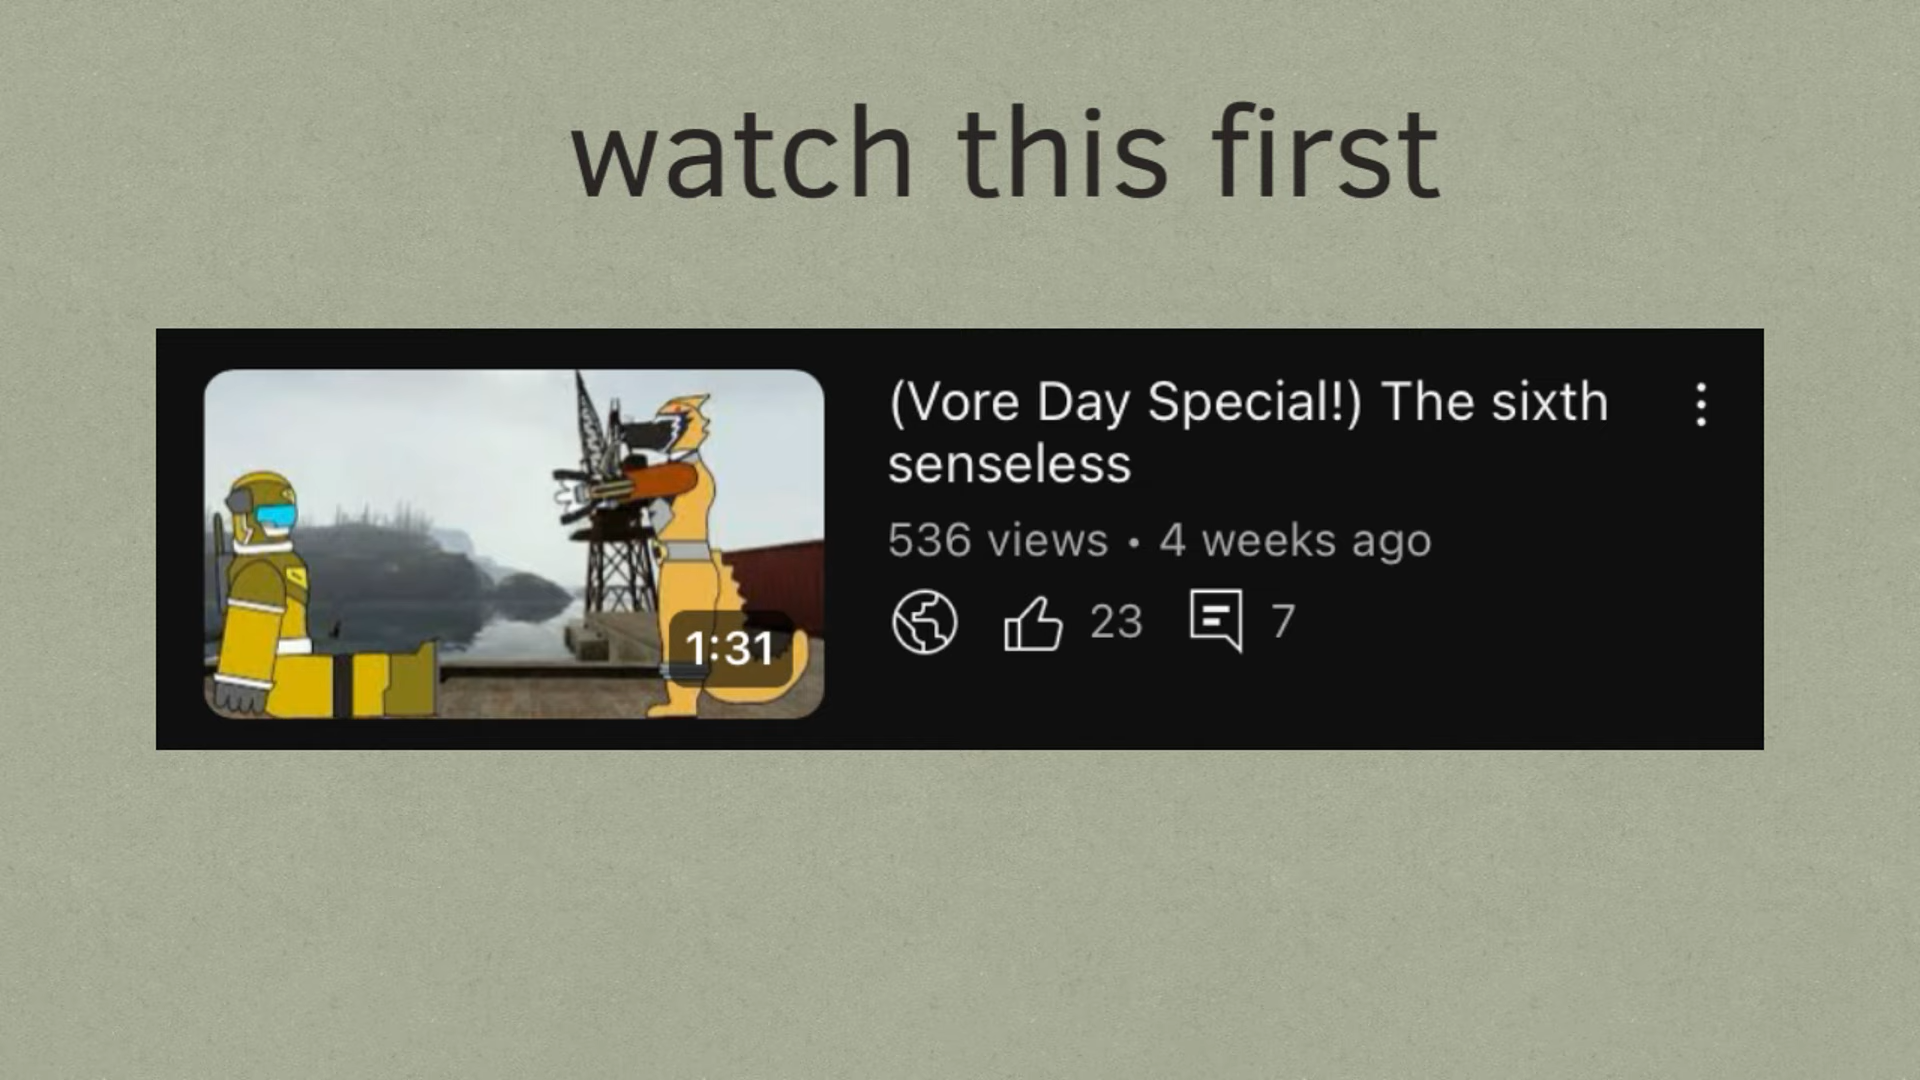 watch this first
(Vore Day Special!) The sixth
senseless
536 views • 4 weeks ago
23 7
1:31